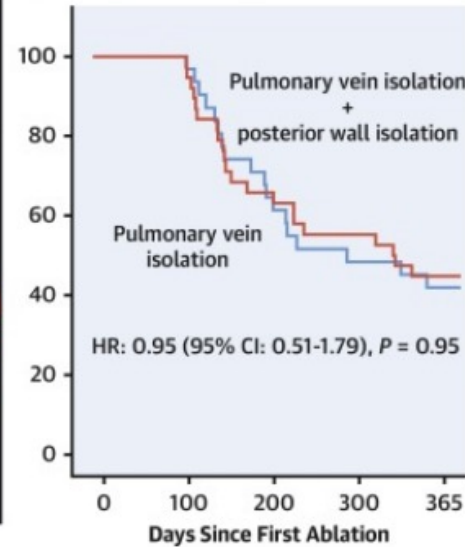 100
80
60
40
20
0
Pulmonary vein isolation
+
posterior wall isolation
Pulmonary vein
isolation
HR: 0.95 (95% CI: 0.51-1.79), P = 0.95
0 100 200 300 365
Days Since First Ablation